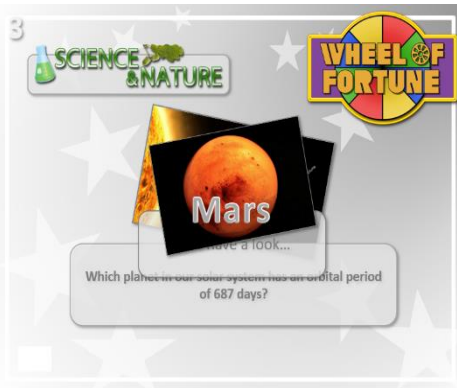 3
SCIENCE
& NATURE
WHEEL OF
FORTUNE
Mars
have a look...
Which planet in our solar system has an orbital period
of 687 days?